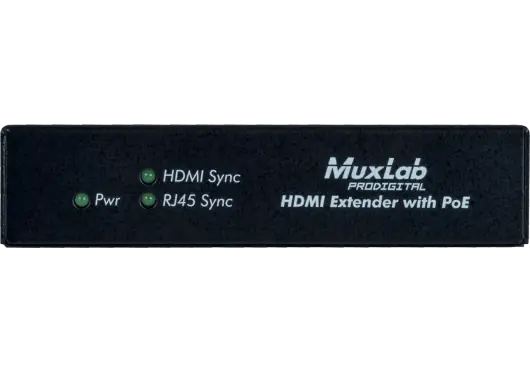 HDMI Sync
Pwr
RJ45 Sync
MuxLab
PRODIGITAL
HDMI Extender with PoE